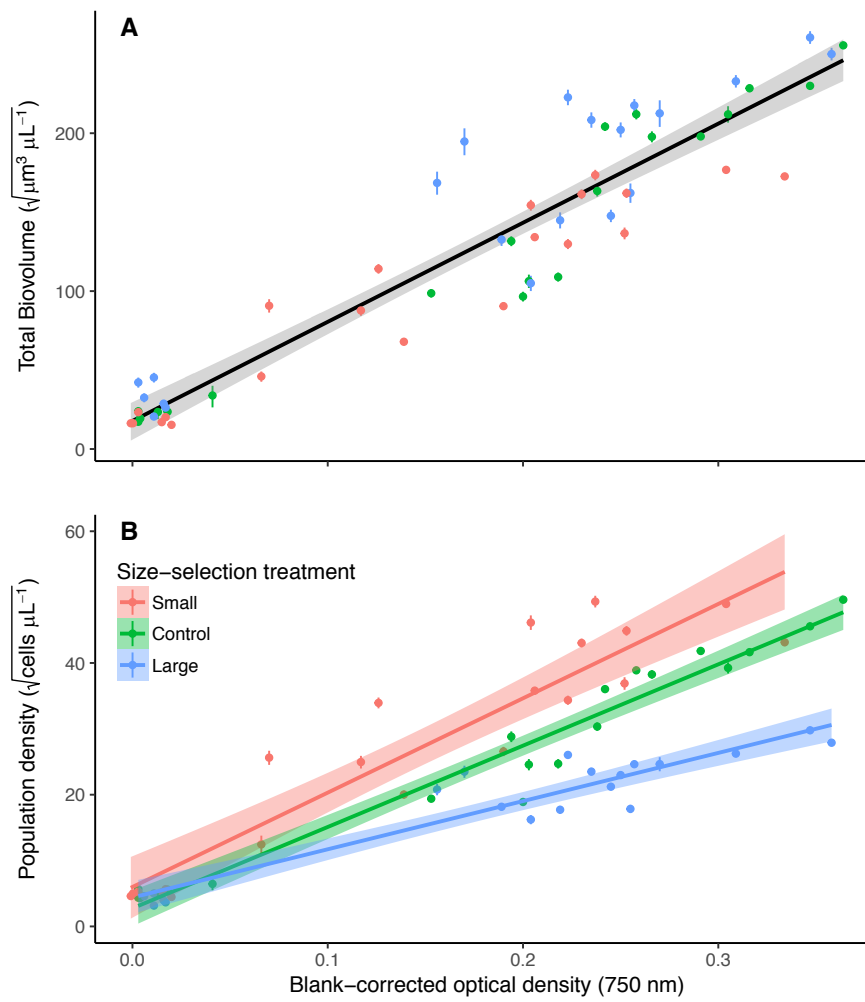 A
Total Biovolume (√μm³ μL⁻¹)
200
100
0
B
Population density (√cells μL⁻¹)
60
40
20
0
Size−selection treatment
Small
Control
Large
0.0 0.1 0.2 0.3
Blank−corrected optical density (750 nm)